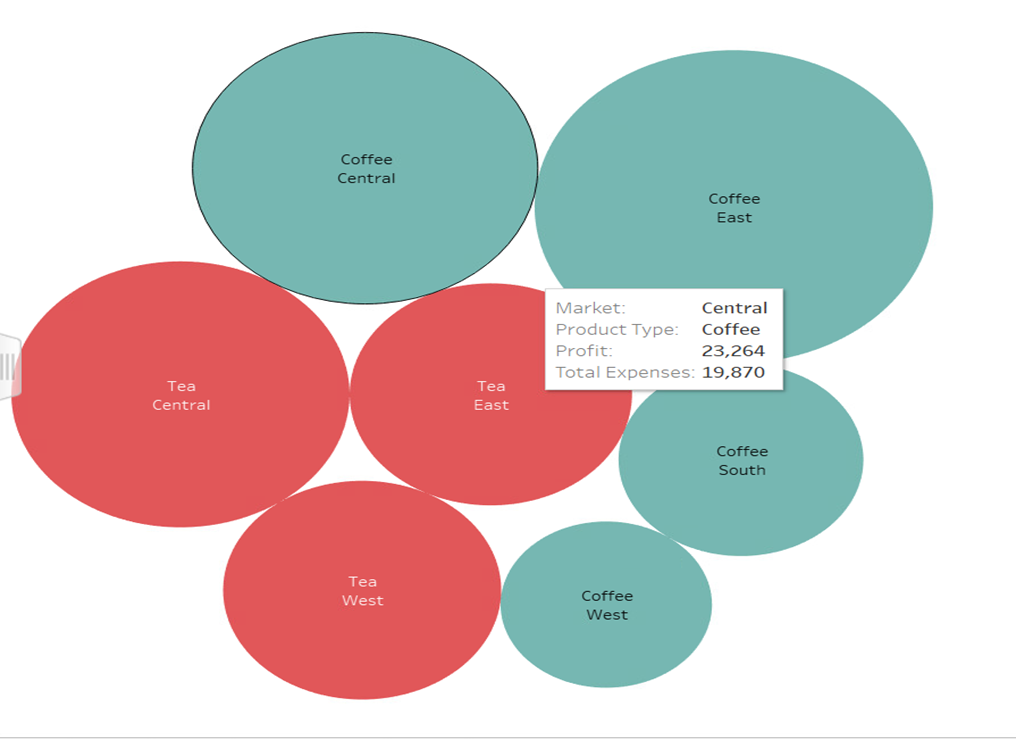 Coffee
Central
Coffee
East
Market: Central
Product Type: Coffee
Profit: 23,264
Total Expenses: 19,870
Tea
Central
Tea
East
Coffee
South
Tea
West
Coffee
West